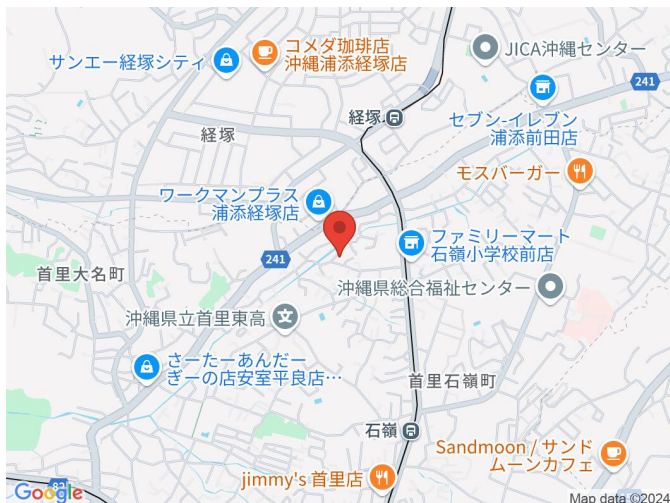 コメダ珈琲店
沖縄浦添経塚店
サンエー経塚シティ
JICA沖縄センター
241
セブン-イレブン
浦添前田店
経塚
経塚
モスバーガー
ワークマンプラス
浦添経塚店
ファミリーマート
石嶺小学校前店
241
首里大名町
沖縄県総合福祉センター
沖縄県立首里東高
さーたーあんだー
ぎーの店安室平良店…
首里石嶺町
石嶺
Sandmoon / サンド
ムーンカフェ
jimmy's 首里店
82
Google
Map data ©2024